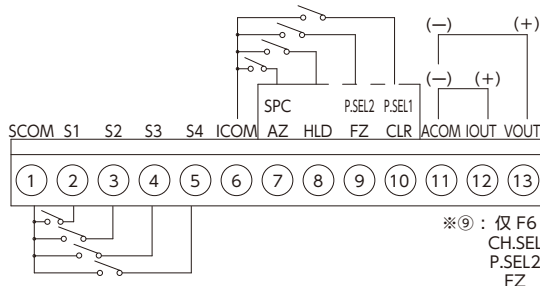 (—) (+)
(—) (+)
SPC P.SEL2 P.SEL1
SCOM S1 S2 S3 S4 ICOM AZ HLD FZ CLR ACOM IOUT VOUT
1 2 3 4 5 6 7 8 9 10 11 12 13
※⑨：仅 F6
CH.SEL
P.SEL2
FZ